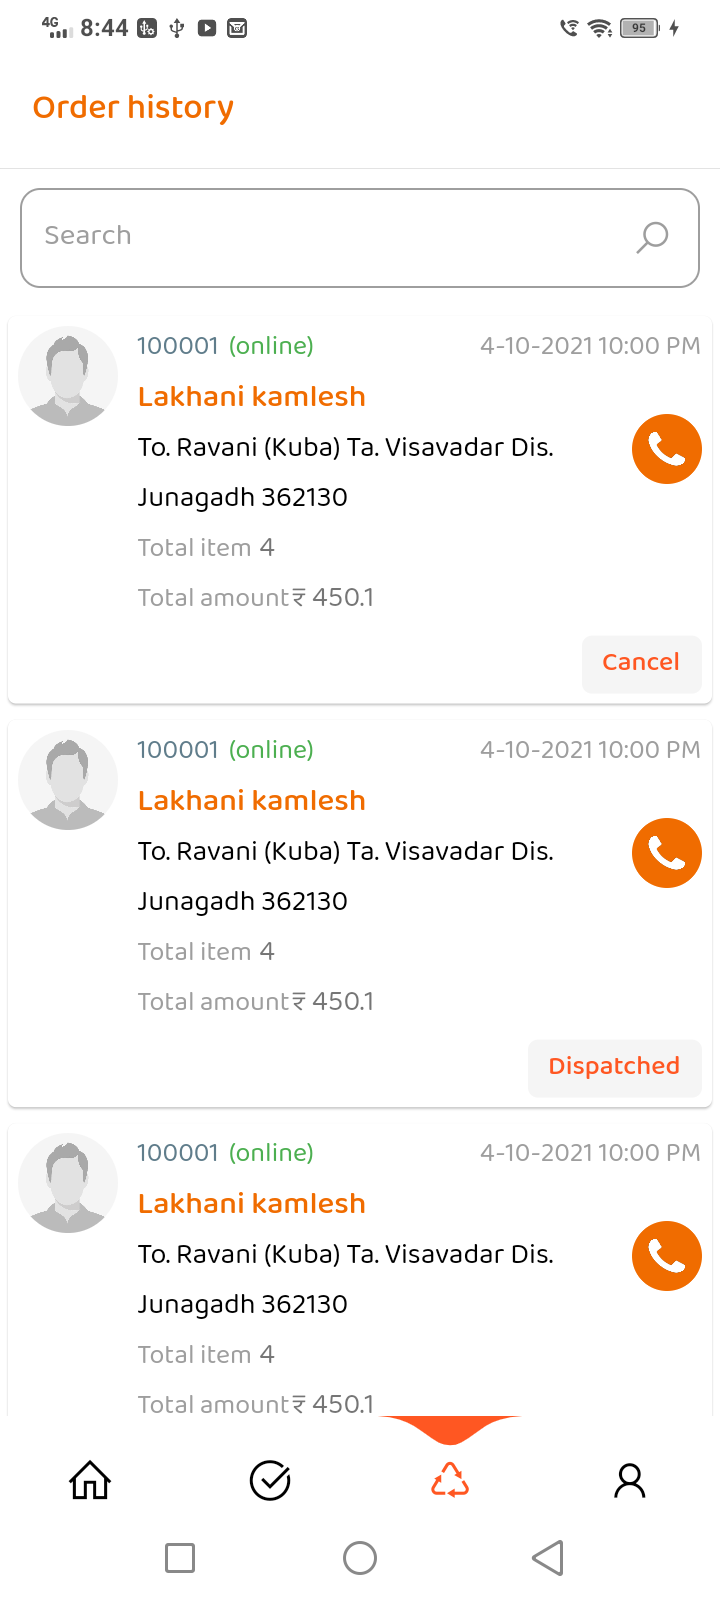 4G 8:44 95
Order history
Search
100001 (online) 4-10-2021 10:00 PM
Lakhani kamlesh
To. Ravani (Kuba) Ta. Visavadar Dis.
Junagadh 362130
Total item 4
Total amount₹ 450.1
Cancel
100001 (online) 4-10-2021 10:00 PM
Lakhani kamlesh
To. Ravani (Kuba) Ta. Visavadar Dis.
Junagadh 362130
Total item 4
Total amount₹ 450.1
Dispatched
100001 (online) 4-10-2021 10:00 PM
Lakhani kamlesh
To. Ravani (Kuba) Ta. Visavadar Dis.
Junagadh 362130
Total item 4
Total amount₹ 450.1